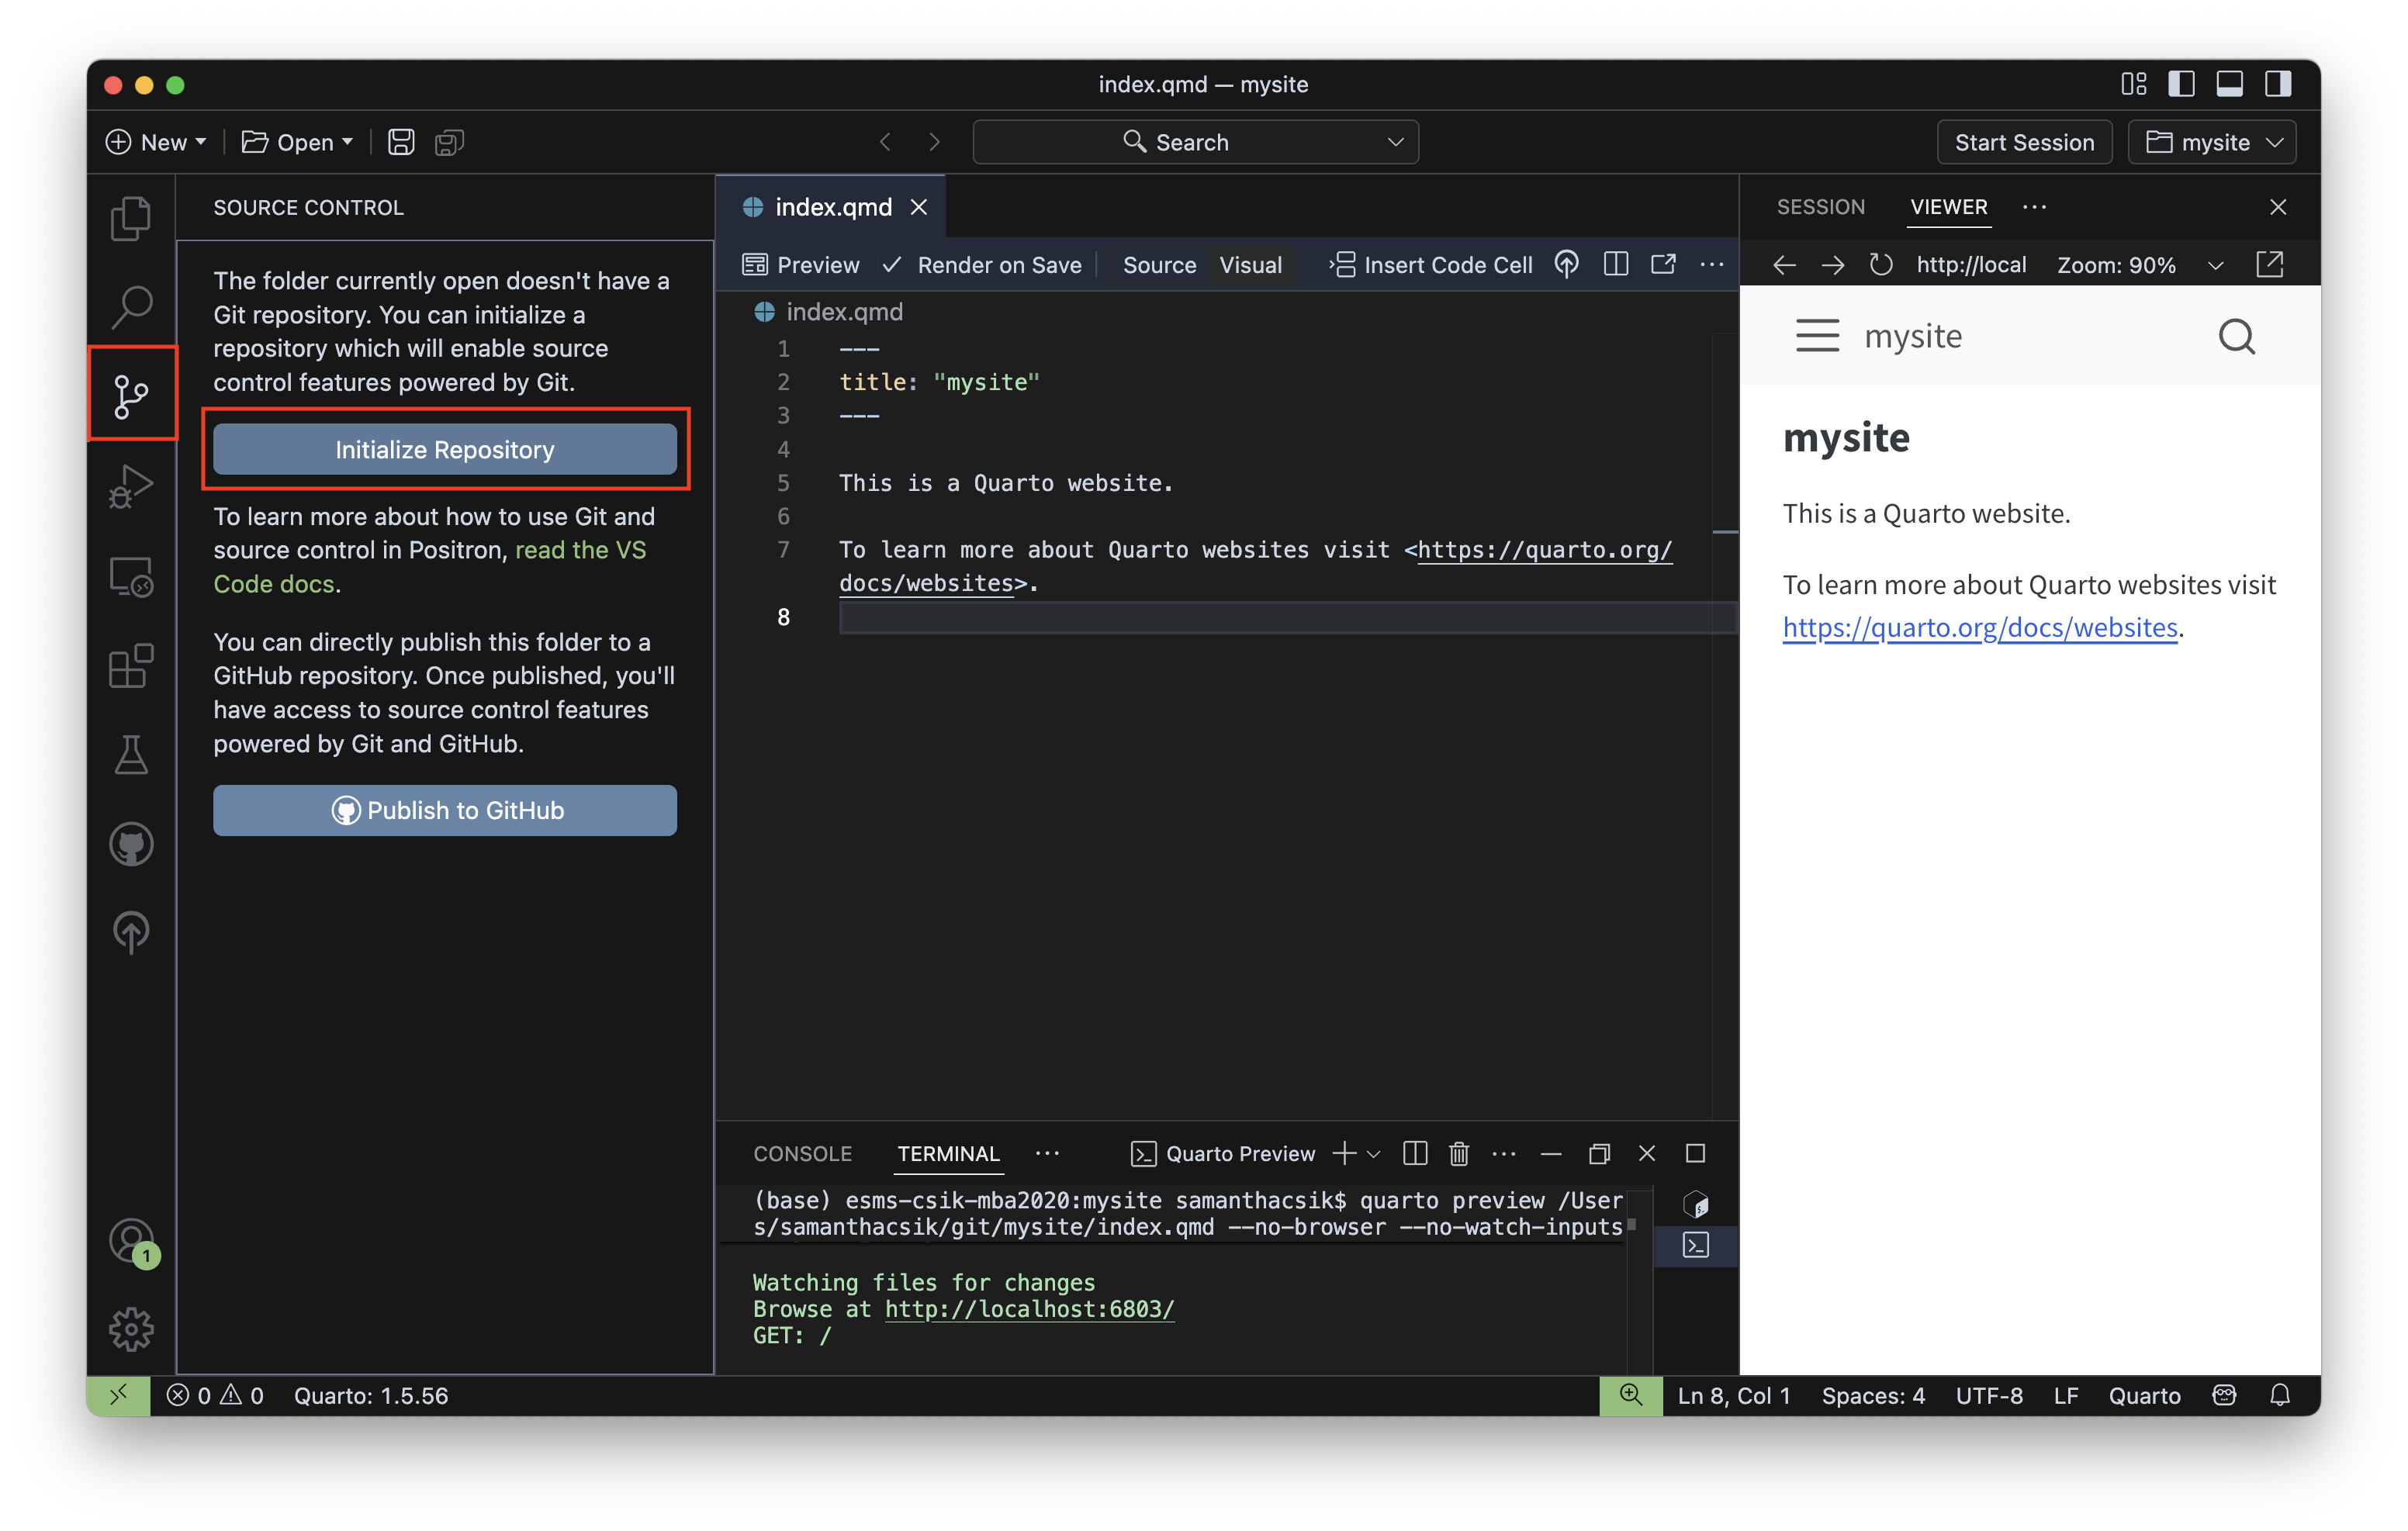 index.qmd — mysite
New
Open
Search
Start Session
mysite
SOURCE CONTROL
The folder currently open doesn't have a
Git repository. You can initialize a
repository which will enable source
control features powered by Git.
Initialize Repository
To learn more about how to use Git and
source control in Positron, read the VS
Code docs.
You can directly publish this folder to a
GitHub repository. Once published, you'll
have access to source control features
powered by Git and GitHub.
Publish to GitHub
1
index.qmd
Preview
Render on Save
Source
Visual
Insert Code Cell
index.qmd
1 ---
2 title: "mysite"
3 ---
4
5 This is a Quarto website.
6
7 To learn more about Quarto websites visit <https://quarto.org/
docs/websites>.
8
CONSOLE
TERMINAL
Quarto Preview
(base) esms-csik-mba2020:mysite samanthacsik$ quarto preview /User
s/samanthacsik/git/mysite/index.qmd --no-browser --no-watch-inputs
Watching files for changes
Browse at http://localhost:6803/
GET: /
SESSION
VIEWER
http://local
Zoom: 90%
mysite
mysite
This is a Quarto website.
To learn more about Quarto websites visit
https://quarto.org/docs/websites.
0
0
Quarto: 1.5.56
Ln 8, Col 1
Spaces: 4
UTF-8
LF
Quarto